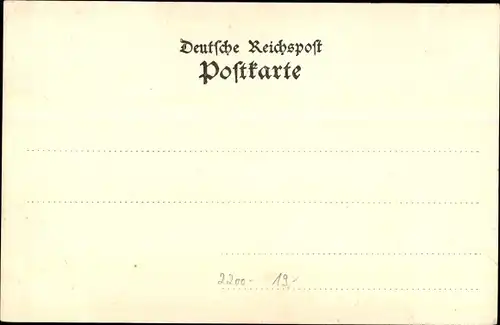 Deutsche Reichspost
Postkarte
2200- 19.-